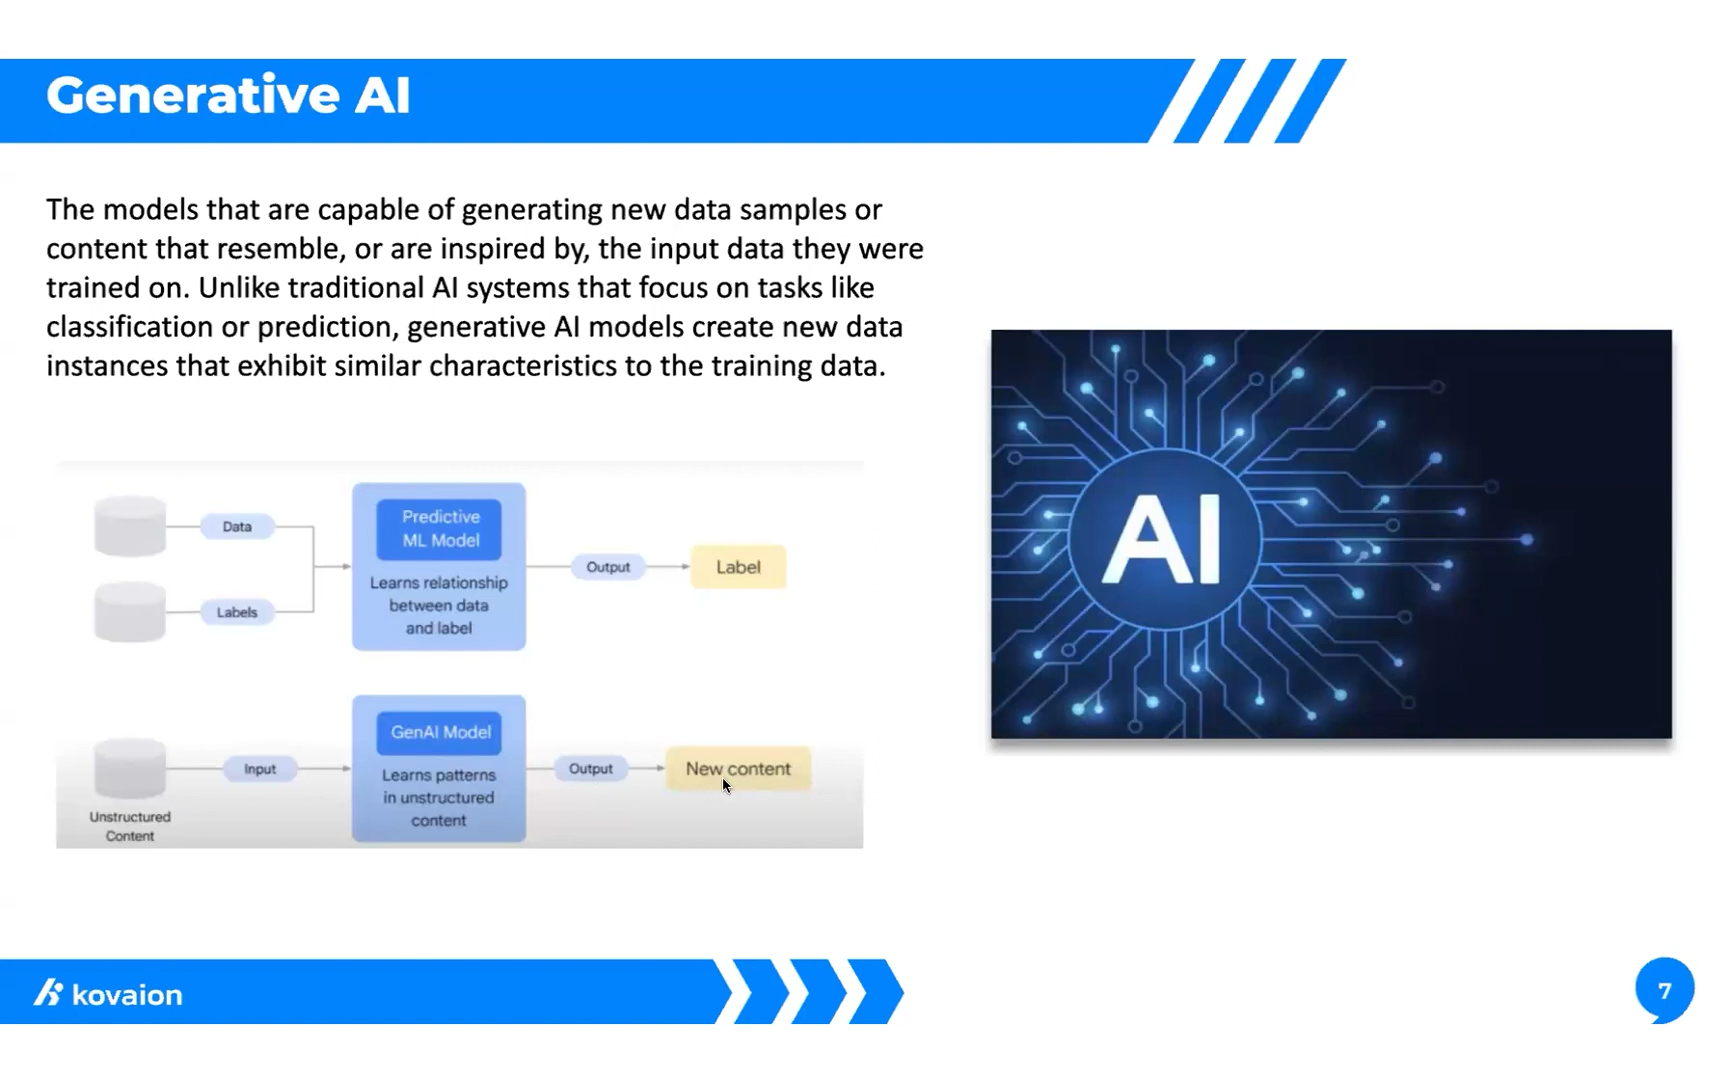 Generative AI
The models that are capable of generating new data samples or
content that resemble, or are inspired by, the input data they were
trained on. Unlike traditional AI systems that focus on tasks like
classification or prediction, generative AI models create new data
instances that exhibit similar characteristics to the training data.
Data
Labels
Predictive
ML Model
Learns relationship
between data
and label
Output
Label
Unstructured
Content
Input
GenAI Model
Learns patterns
in unstructured
content
Output
New content
AI
kovaion
7